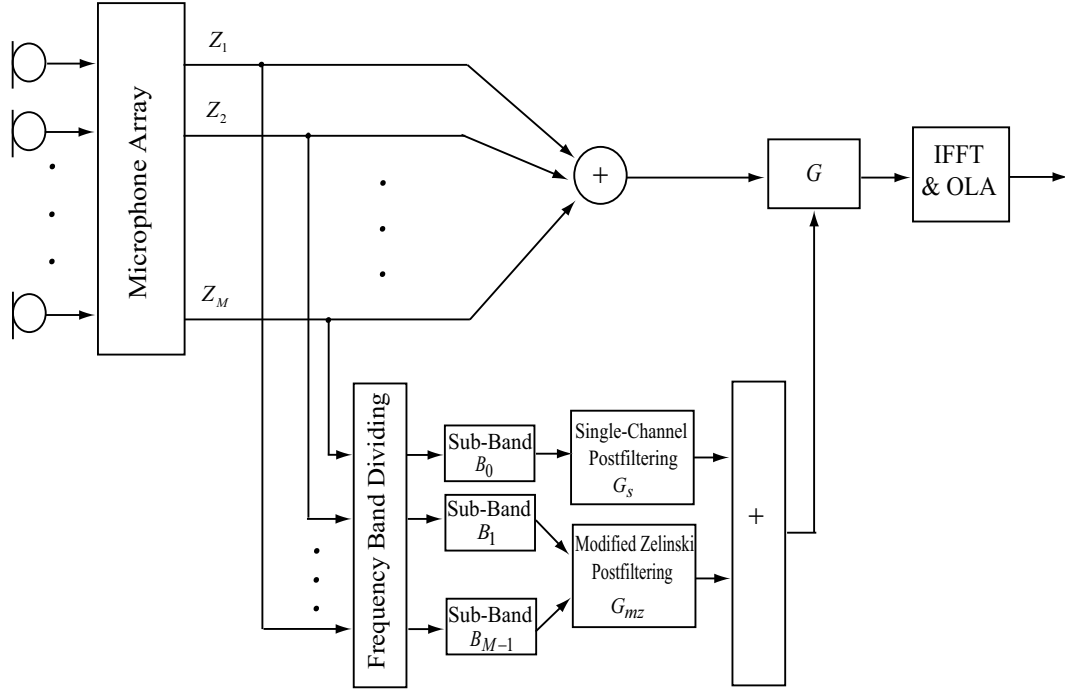 Microphone Array
Z1
Z2
ZM
+
G
IFFT
& OLA
Frequency Band Dividing
Sub-Band
B0
Sub-Band
B1
Sub-Band
BM−1
Single-Channel
Postfiltering
Gs
Modified Zelinski
Postfiltering
Gmz
+